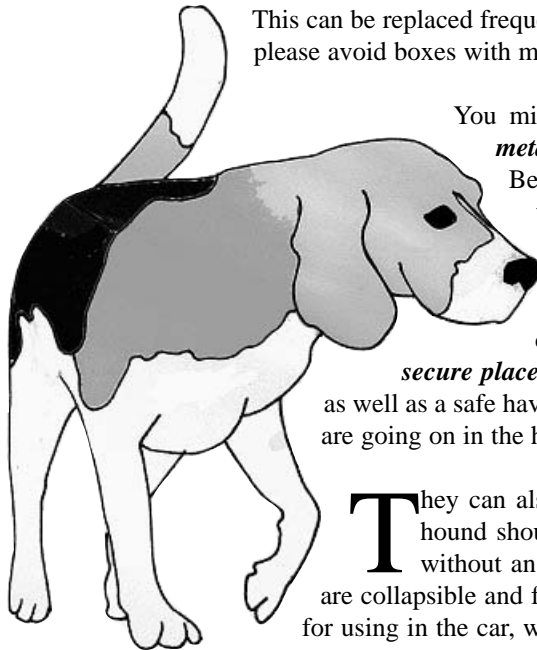 This can be replaced freque
please avoid boxes with m
You mi
meta
Be
secure place
as well as a safe hav
are going on in the h
They can als
hound shou
without an
are collapsible and f
for using in the car, w